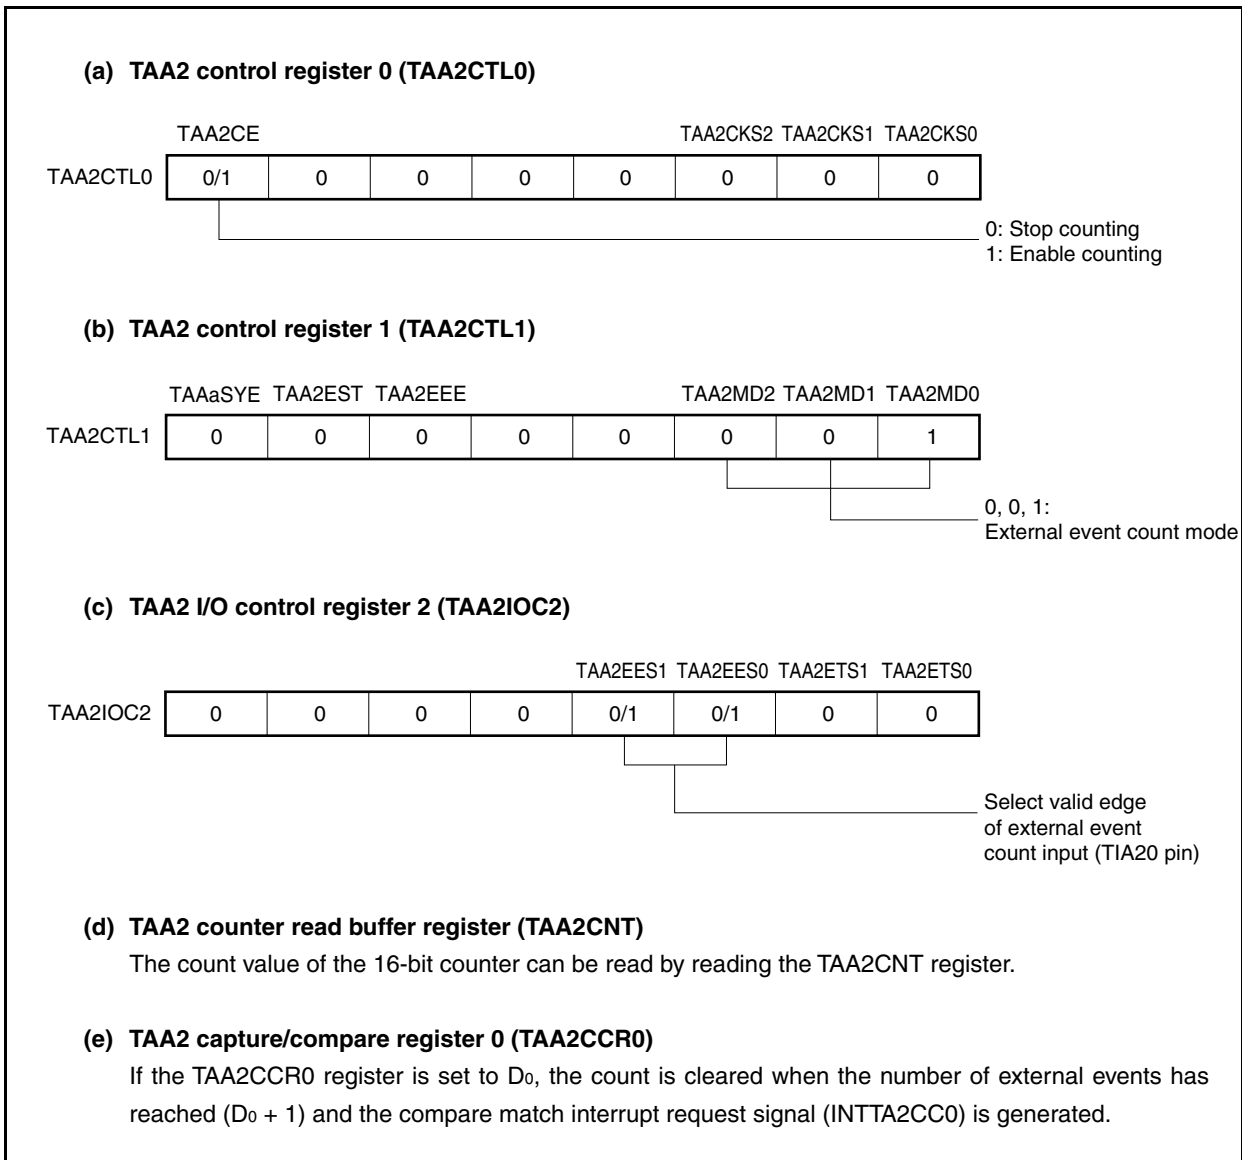 (a) TAA2 control register 0 (TAA2CTL0)
TAA2CE TAA2CKS2 TAA2CKS1 TAA2CKS0
TAA2CTL0 0/1 0 0 0 0 0 0 0
0: Stop counting
1: Enable counting
(b) TAA2 control register 1 (TAA2CTL1)
TAAaSYE TAA2EST TAA2EEE TAA2MD2 TAA2MD1 TAA2MD0
TAA2CTL1 0 0 0 0 0 0 0 1
0, 0, 1:
External event count mode
(c) TAA2 I/O control register 2 (TAA2IOC2)
TAA2EES1 TAA2EES0 TAA2ETS1 TAA2ETS0
TAA2IOC2 0 0 0 0 0/1 0/1 0 0
Select valid edge
of external event
count input (TIA20 pin)
(d) TAA2 counter read buffer register (TAA2CNT)
The count value of the 16-bit counter can be read by reading the TAA2CNT register.
(e) TAA2 capture/compare register 0 (TAA2CCR0)
If the TAA2CCR0 register is set to D0, the count is cleared when the number of external events has
reached (D0 + 1) and the compare match interrupt request signal (INTTA2CC0) is generated.